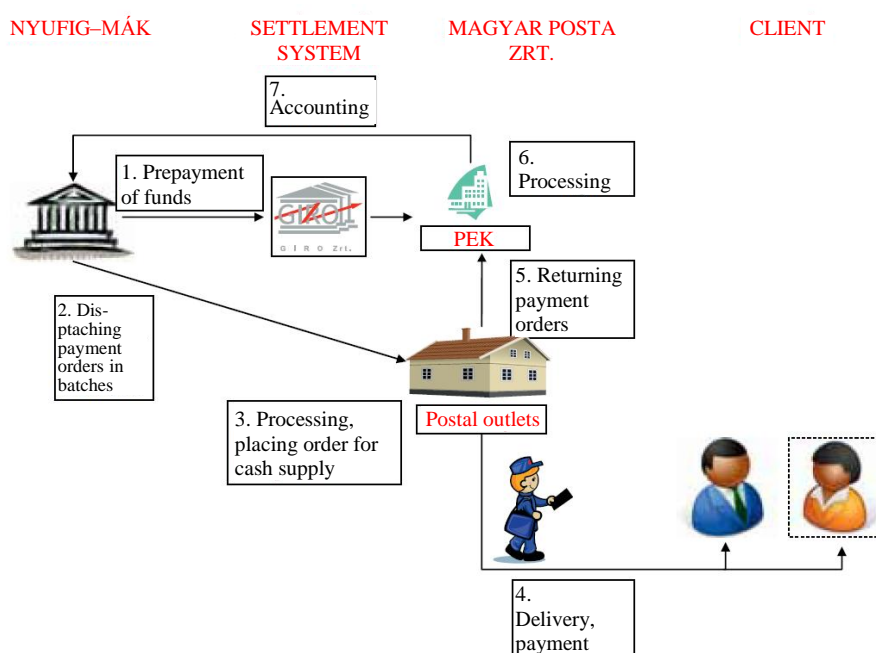 NYUFIG–MÁK
SETTLEMENT
SYSTEM
MAGYAR POSTA
ZRT.
CLIENT
7.
Accounting
1. Prepayment
of funds
GIRO
G I R O Zrt.
6.
Processing
PEK
5. Returning
payment
orders
2. Dis-
ptaching
payment
orders in
batches
3. Processing,
placing order for
cash supply
Postal outlets
4.
Delivery,
payment